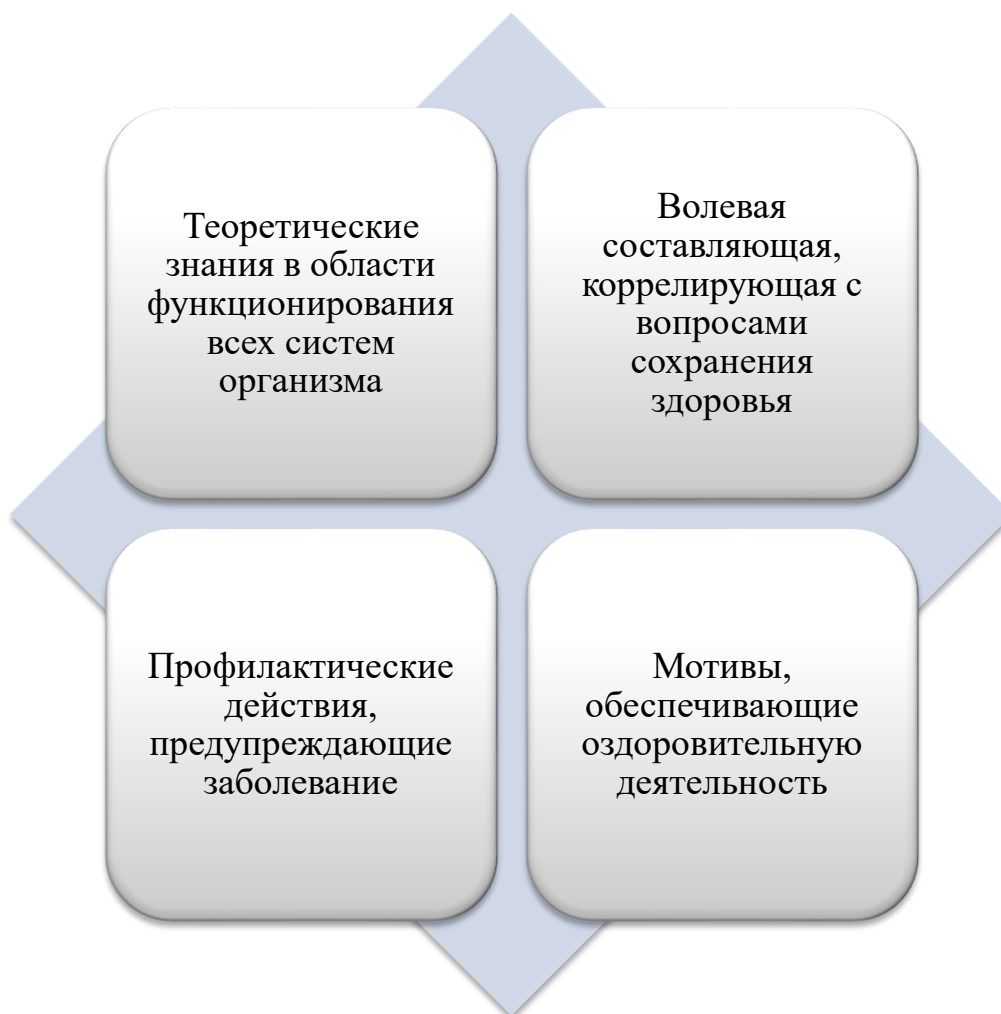 Теоретические
знания в области
функционирования
всех систем
организма
Волевая
составляющая,
коррелирующая с
вопросами
сохранения
здоровья
Профилактические
действия,
предупреждающие
заболевание
Мотивы,
обеспечивающие
оздоровительную
деятельность